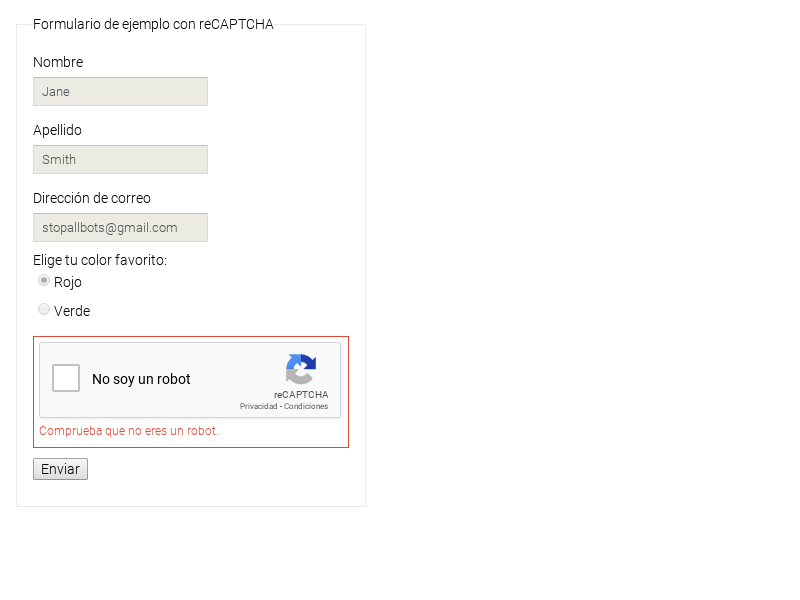 Formulario de ejemplo con reCAPTCHA
Nombre
Jane
Apellido
Smith
Dirección de correo
stopallbots@gmail.com
Elige tu color favorito:
Rojo
Verde
No soy un robot
reCAPTCHA
Privacidad - Condiciones
Comprueba que no eres un robot.
Enviar